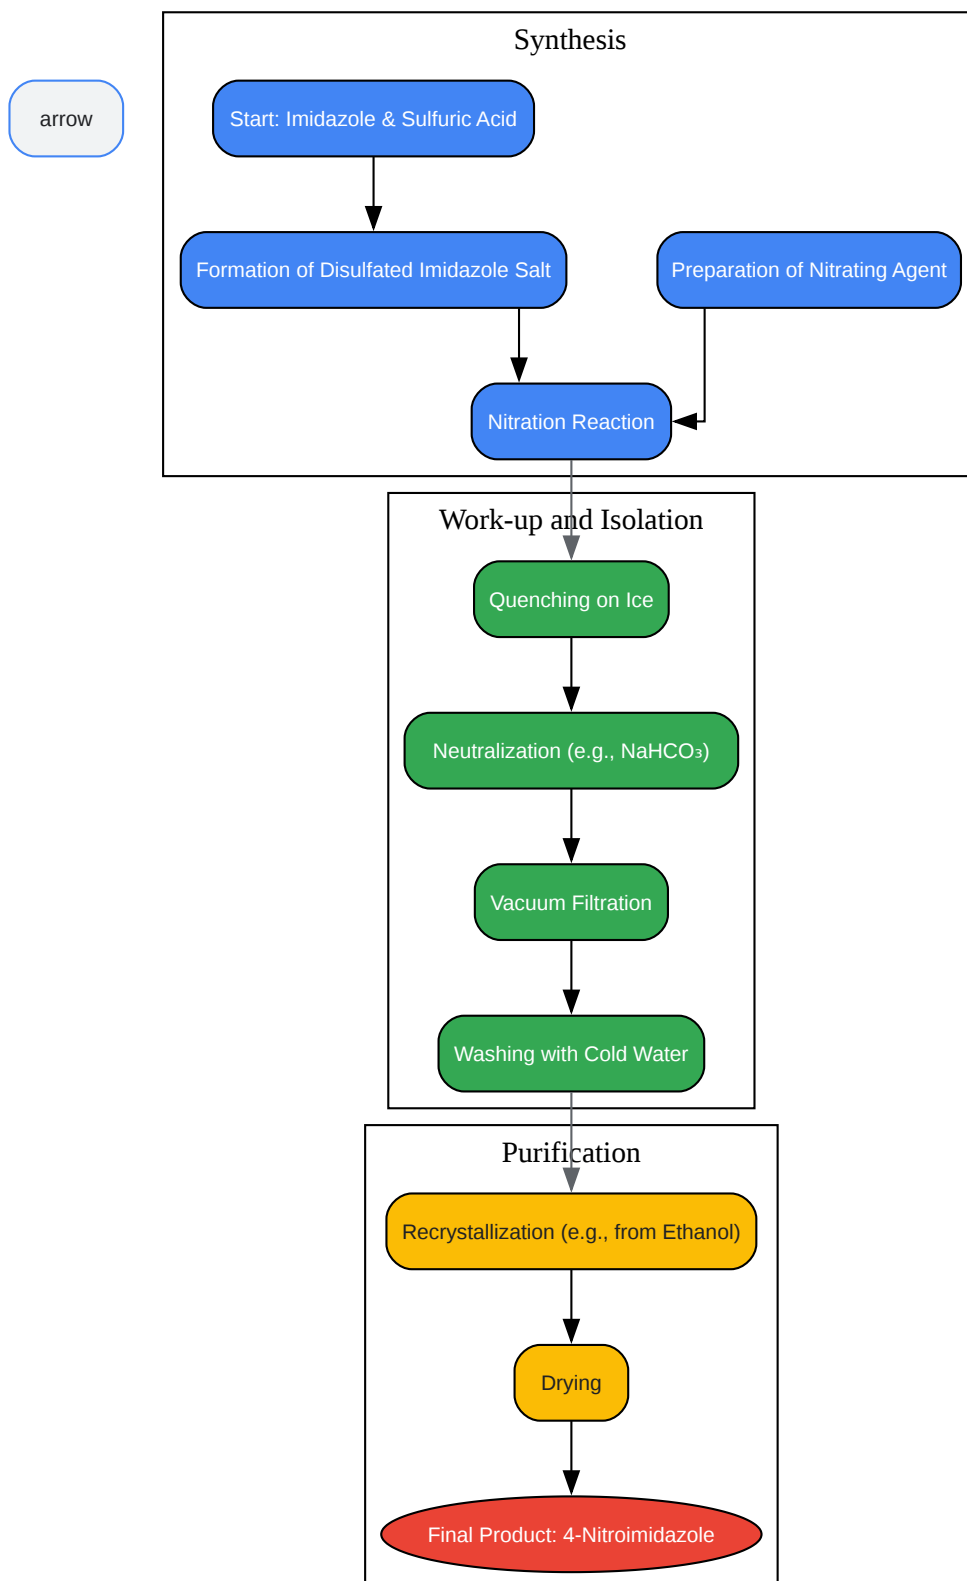 Synthesis
arrow
Start: Imidazole & Sulfuric Acid
Formation of Disulfated Imidazole Salt
Preparation of Nitrating Agent
Nitration Reaction
Work-up and Isolation
Quenching on Ice
Neutralization (e.g., NaHCO₃)
Vacuum Filtration
Washing with Cold Water
Purification
Recrystallization (e.g., from Ethanol)
Drying
Final Product: 4-Nitroimidazole